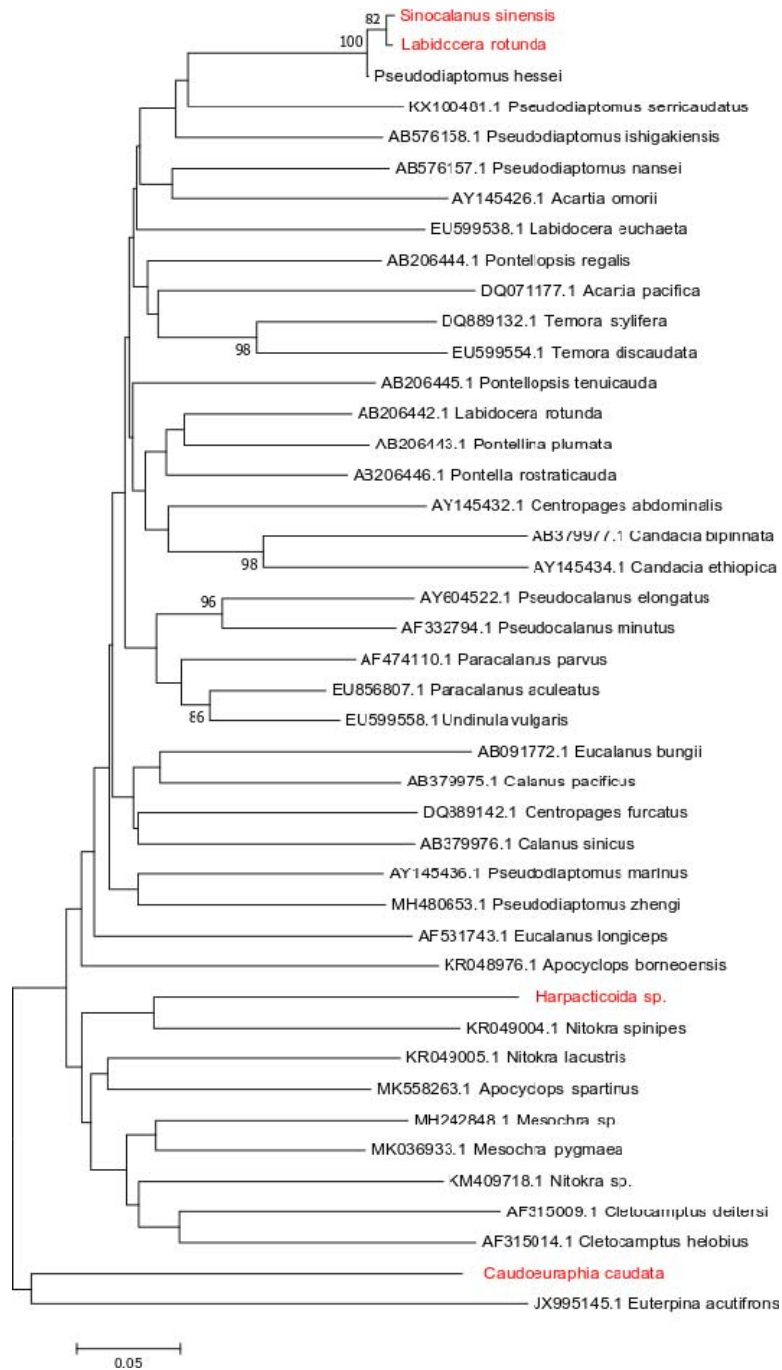 82
Sinocalanus sinensis
100
Labidocera rotunda
Pseudodiaptomus hessei
KX100481.1 Pseudodiaptomus serricaudatus
AB576158.1 Pseudodiaptomus ishigakiensis
AB576157.1 Pseudodiaptomus nansei
AY145426.1 Acartia omorii
EU599538.1 Labidocera euchaeta
AB206444.1 Pontellopsis regalis
DQ071177.1 Acartia pacifica
DQ889132.1 Temora stylifera
98
EU599554.1 Temora discaudata
AB206445.1 Pontellopsis tenuicauda
AB206442.1 Labidocera rotunda
AB206443.1 Pontellina plumata
AB206446.1 Pontella rostraticauda
AY145432.1 Centropages abdominalis
AB379977.1 Candacia bipinnata
98
AY145434.1 Candacia ethiopica
96
AY604522.1 Pseudocalanus elongatus
AF332794.1 Pseudocalanus minutus
AF474110.1 Paracalanus parvus
EU856807.1 Paracalanus aculeatus
86
EU599558.1 Undinula vulgaris
AB091772.1 Eucalanus bungii
AB379975.1 Calanus pacificus
DQ889142.1 Centropages furcatus
AB379976.1 Calanus sinicus
AY145436.1 Pseudodiaptomus marinus
MH480653.1 Pseudodiaptomus zhengi
AF531743.1 Eucalanus longiceps
KR048976.1 Apocyclops borneoensis
Harpacticoida sp.
KR049004.1 Nitokra spinipes
KR049005.1 Nitokra lacustris
MK558263.1 Apocyclops spartinus
MH242848.1 Mesochra sp.
MK036933.1 Mesochra pygmaea
KM409718.1 Nitokra sp.
AF315009.1 Cletocamptus deitersi
AF315014.1 Cletocamptus helobius
Caudoeuraphia caudata
JX995145.1 Euterpina acutifrons
0.05